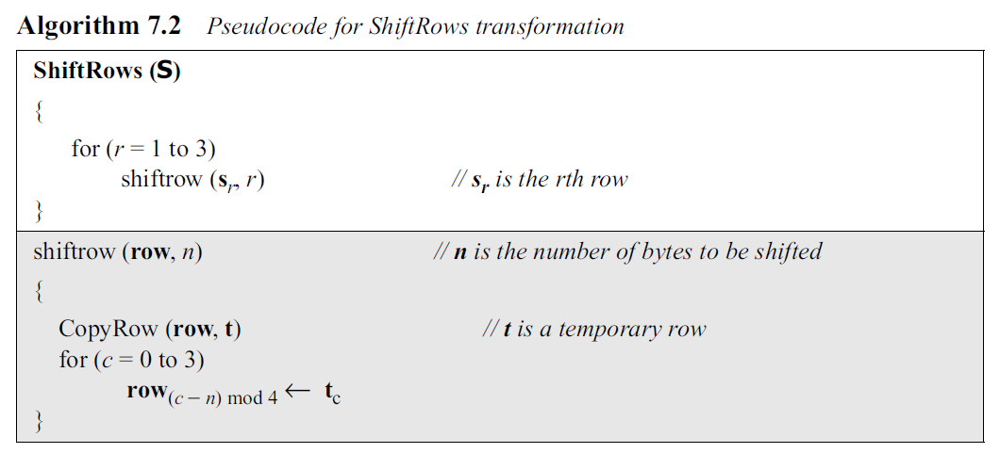 Algorithm 7.2 Pseudocode for ShiftRows transformation
ShiftRows (S)
{
for (r = 1 to 3)
shiftrow (sr, r) // sr is the rth row
}
shiftrow (row, n) // n is the number of bytes to be shifted
{
CopyRow (row, t) // t is a temporary row
for (c = 0 to 3)
row(c − n) mod 4 ← tc
}